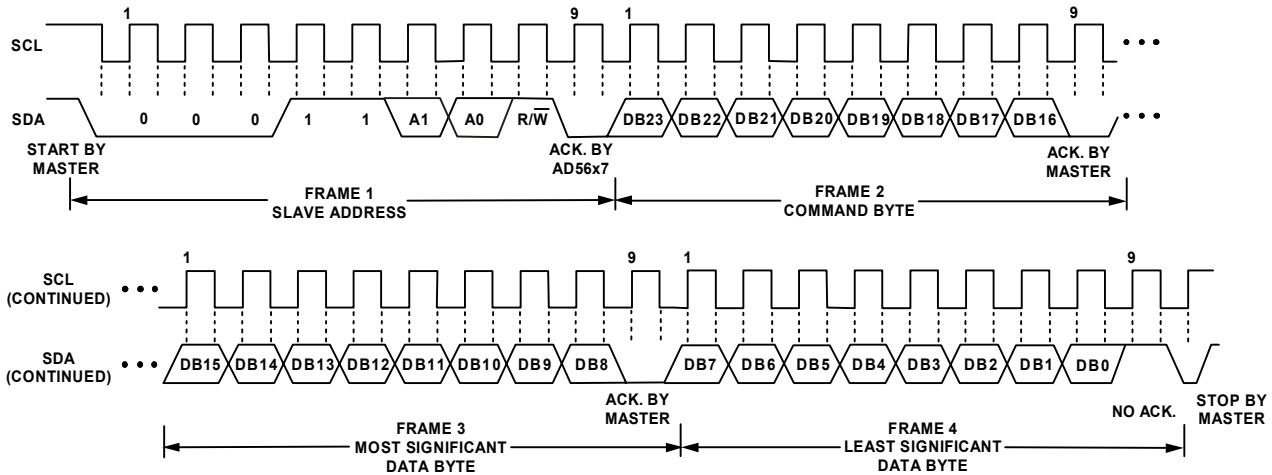 1 9 1 9
SCL
SDA 0 0 0 1 1 A1 A0 R/W DB23 DB22 DB21 DB20 DB19 DB18 DB17 DB16
START BY
MASTER
ACK. BY
AD56x7
ACK. BY
MASTER
FRAME 1
SLAVE ADDRESS
FRAME 2
COMMAND BYTE
1 9 1 9
SCL
(CONTINUED)
SDA
(CONTINUED)
DB15 DB14 DB13 DB12 DB11 DB10 DB9 DB8 DB7 DB6 DB5 DB4 DB3 DB2 DB1 DB0
ACK. BY
MASTER
NO ACK.
STOP BY
MASTER
FRAME 3
MOST SIGNIFICANT
DATA BYTE
FRAME 4
LEAST SIGNIFICANT
DATA BYTE